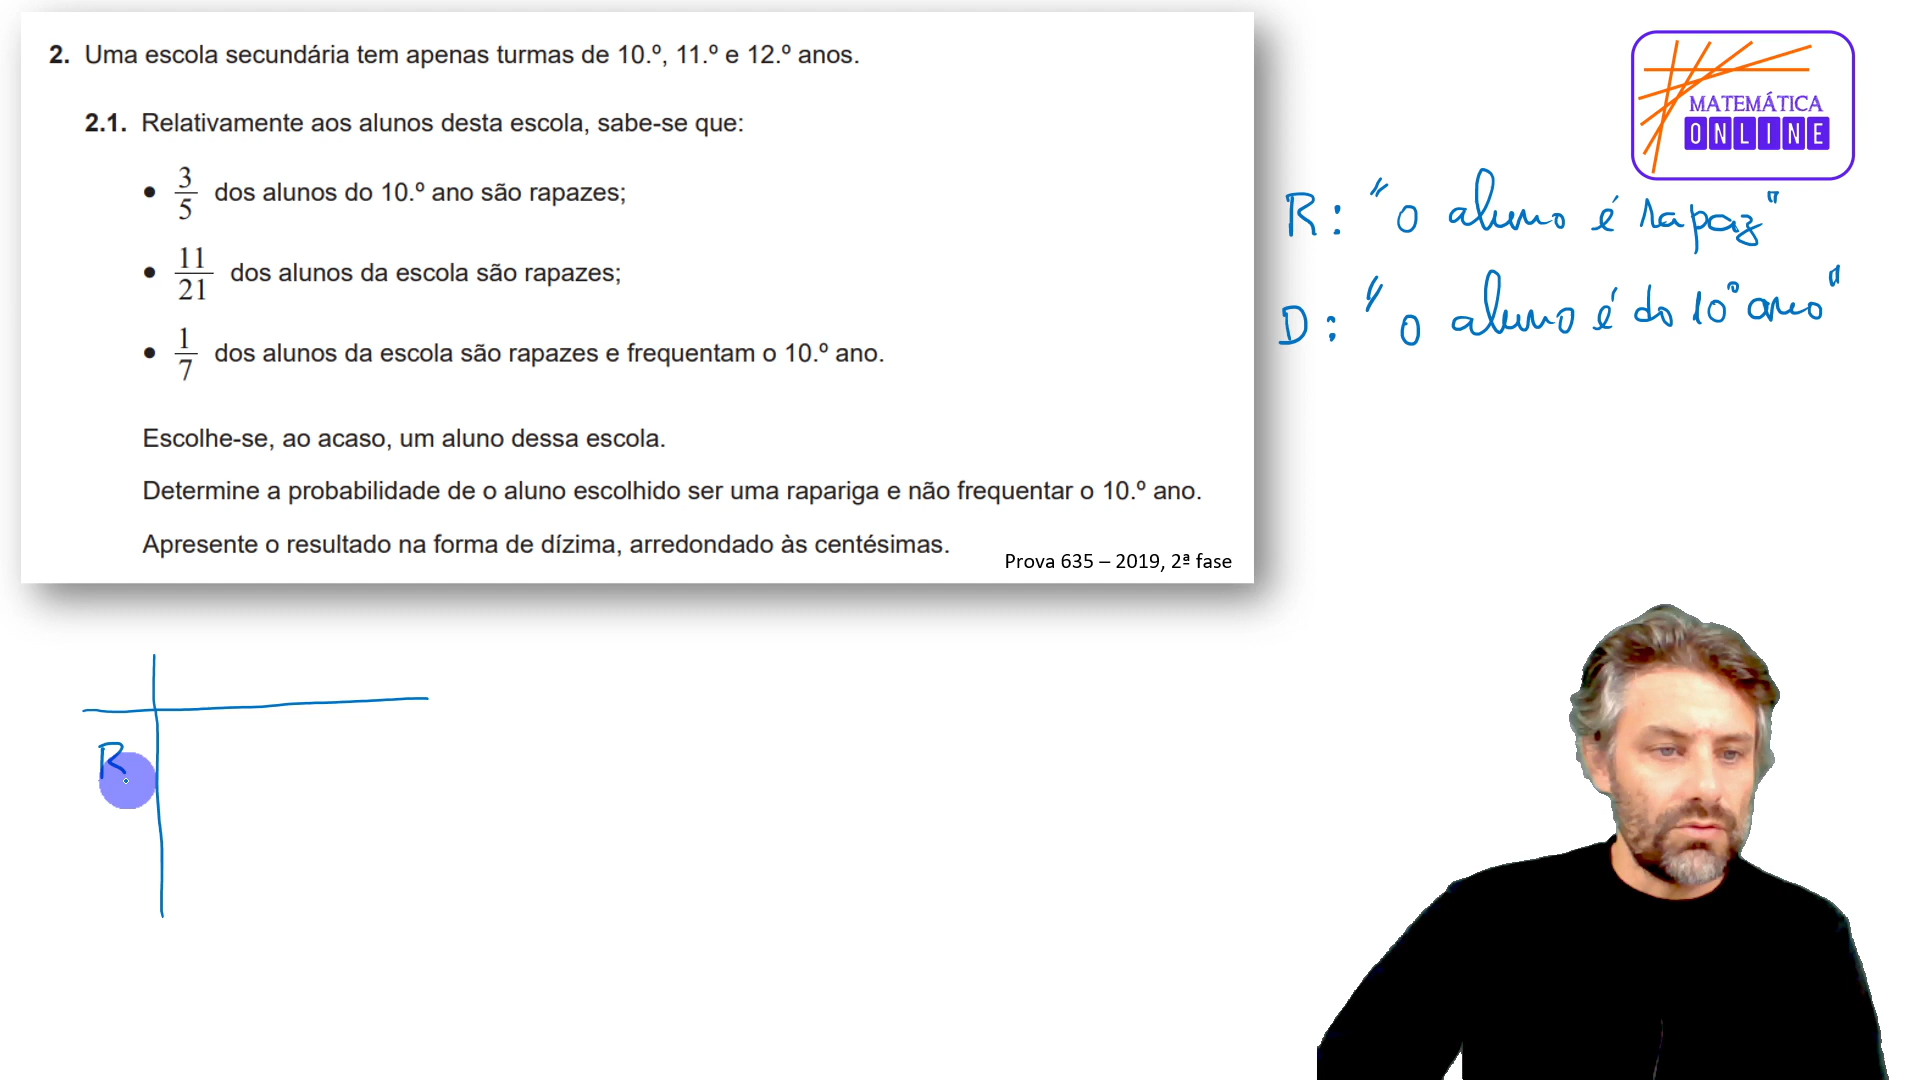 2. Uma escola secundária tem apenas turmas de 10.º, 11.º e 12.º anos.
2.1. Relativamente aos alunos desta escola, sabe-se que:
• 3/5 dos alunos do 10.º ano são rapazes;
• 11/21 dos alunos da escola são rapazes;
• 1/7 dos alunos da escola são rapazes e frequentam o 10.º ano.
Escolhe-se, ao acaso, um aluno dessa escola.
Determine a probabilidade de o aluno escolhido ser uma rapariga e não frequentar o 10.º ano.
Apresente o resultado na forma de dízima, arredondado às centésimas.
Prova 635 – 2019, 2ª fase
MATEMÁTICA
ONLINE
R: "o aluno é rapaz"
D: "o aluno é do 10º ano"
R